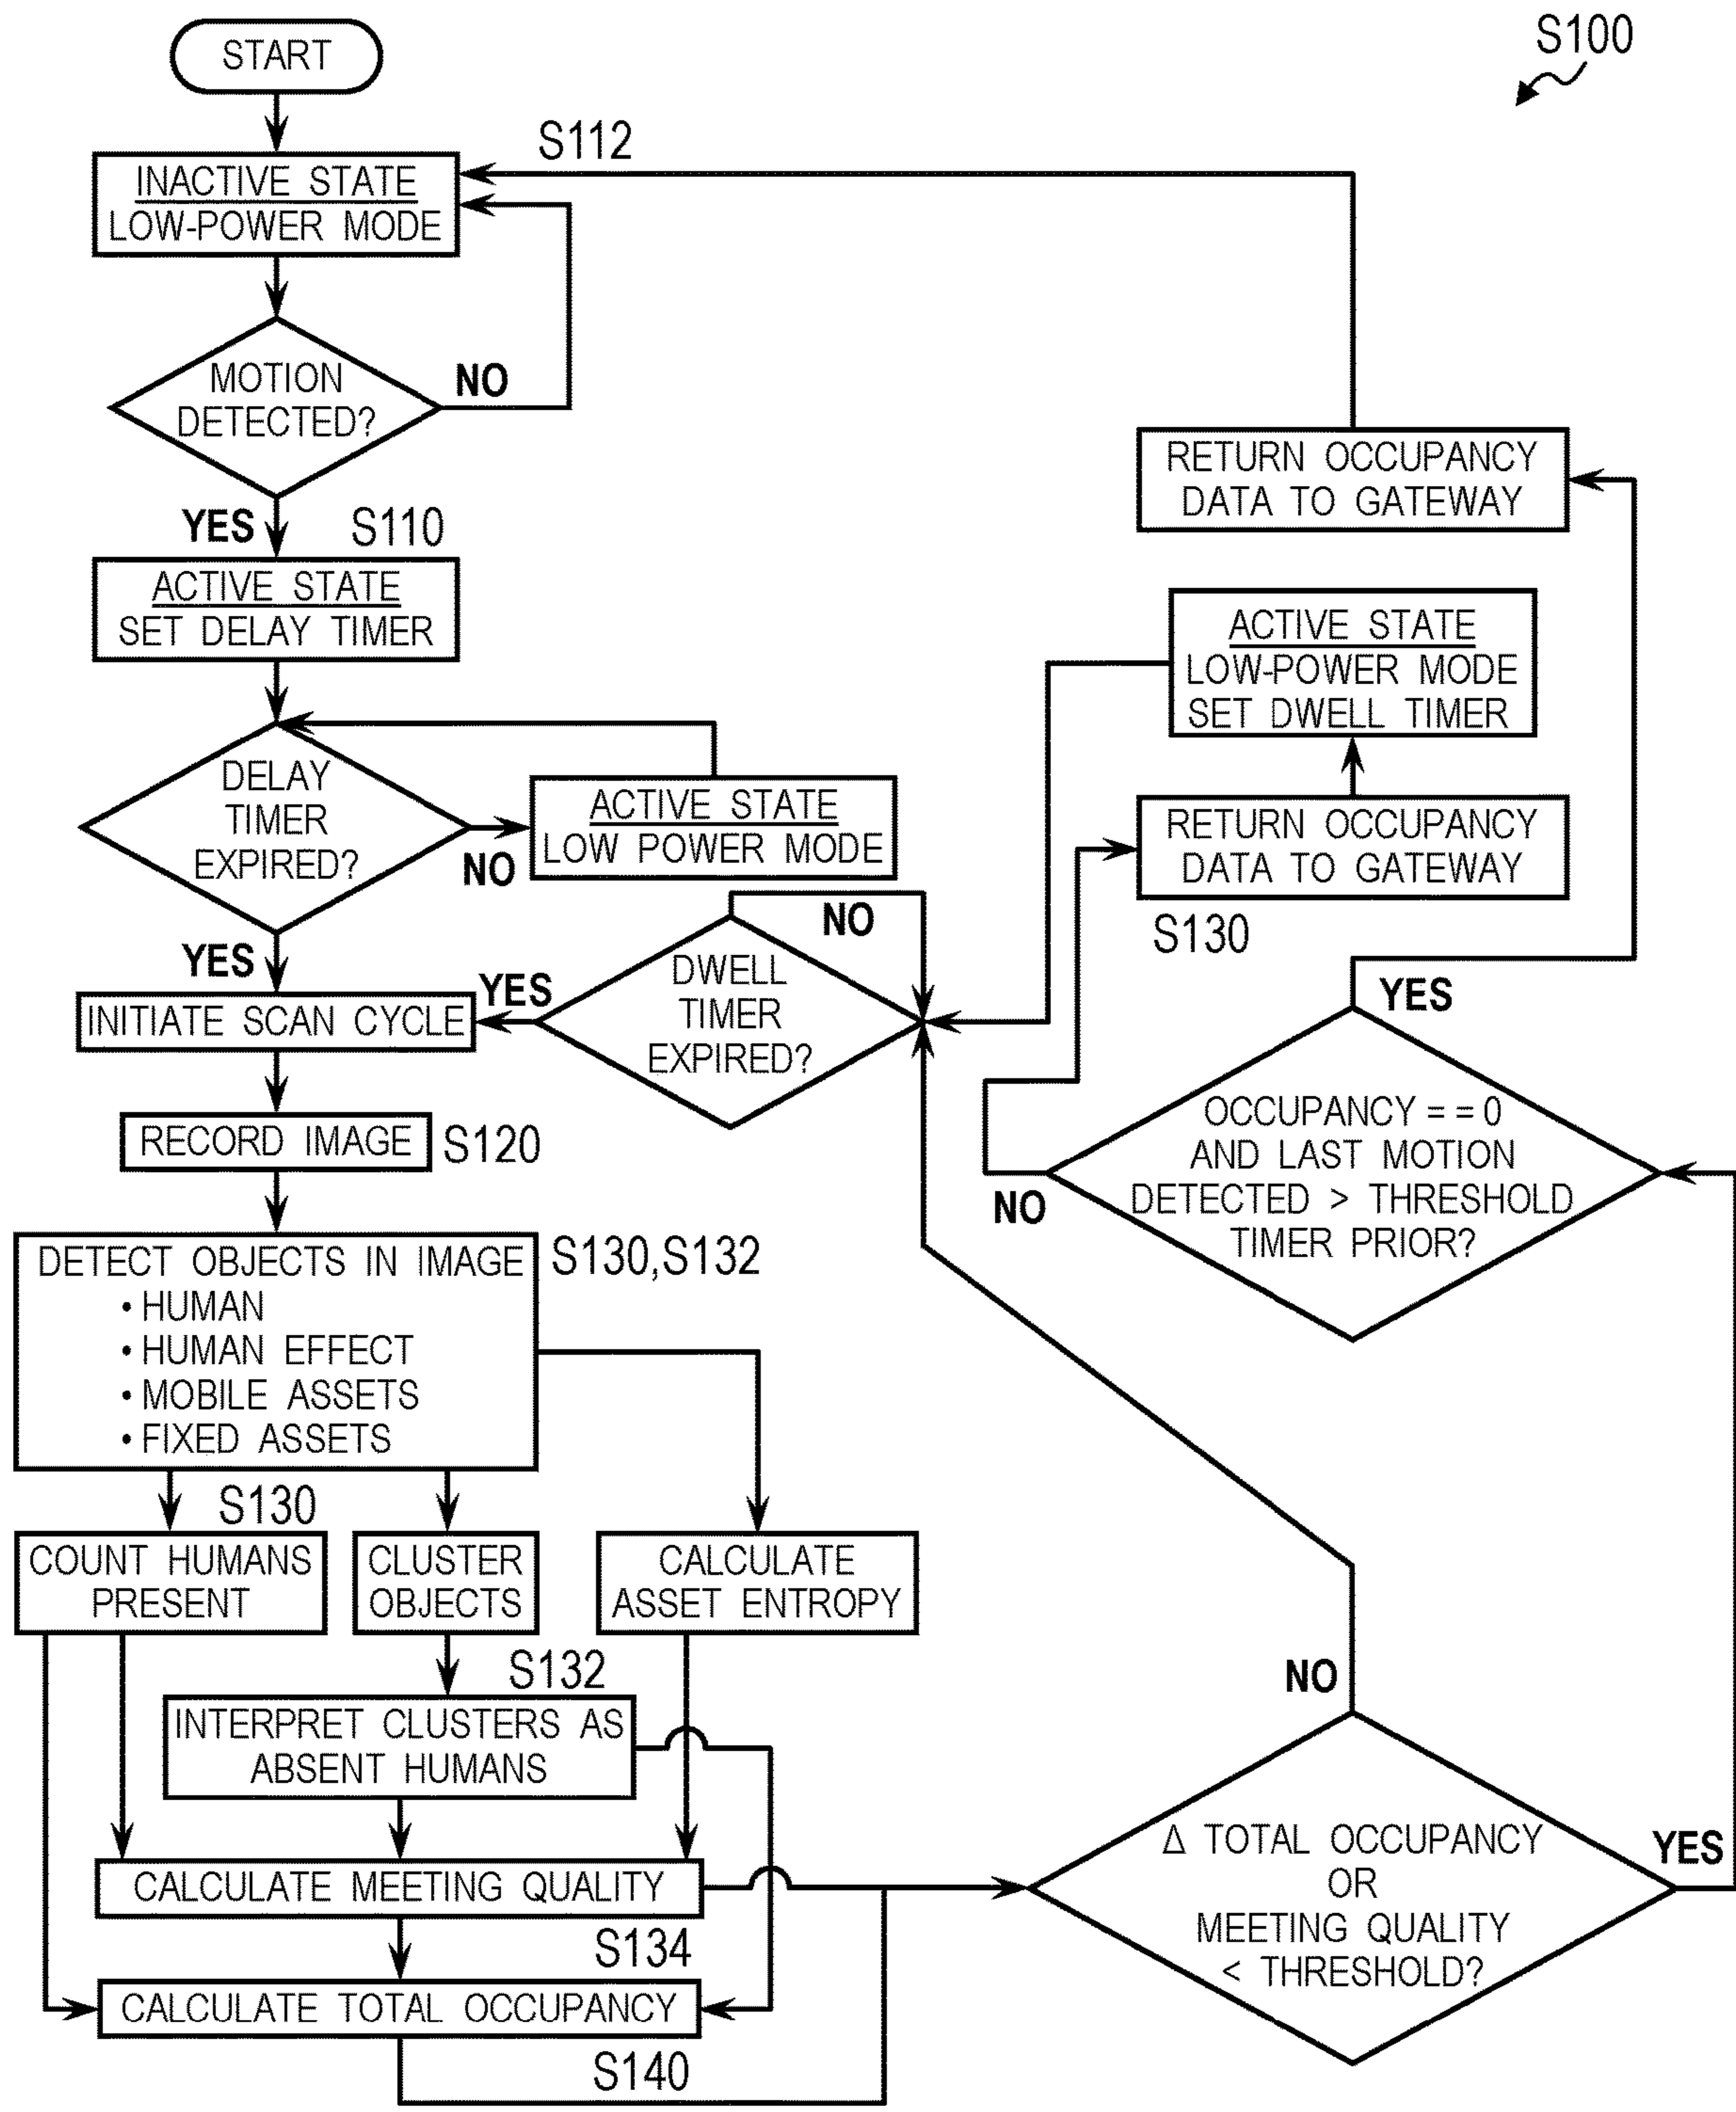 START
S100
S112
INACTIVE STATE
LOW-POWER MODE
MOTION
DETECTED?
NO
YES
S110
ACTIVE STATE
SET DELAY TIMER
DELAY
TIMER
EXPIRED?
NO
ACTIVE STATE
LOW POWER MODE
YES
INITIATE SCAN CYCLE
YES
DWELL
TIMER
EXPIRED?
NO
RETURN OCCUPANCY
DATA TO GATEWAY
ACTIVE STATE
LOW-POWER MODE
SET DWELL TIMER
RETURN OCCUPANCY
DATA TO GATEWAY
S130
YES
OCCUPANCY = = 0
AND LAST MOTION
DETECTED > THRESHOLD
TIMER PRIOR?
NO
RECORD IMAGE
S120
DETECT OBJECTS IN IMAGE
• HUMAN
• HUMAN EFFECT
• MOBILE ASSETS
• FIXED ASSETS
S130,S132
S130
COUNT HUMANS
PRESENT
CLUSTER
OBJECTS
CALCULATE
ASSET ENTROPY
S132
INTERPRET CLUSTERS AS
ABSENT HUMANS
CALCULATE MEETING QUALITY
S134
CALCULATE TOTAL OCCUPANCY
S140
NO
Δ TOTAL OCCUPANCY
OR
MEETING QUALITY
< THRESHOLD?
YES